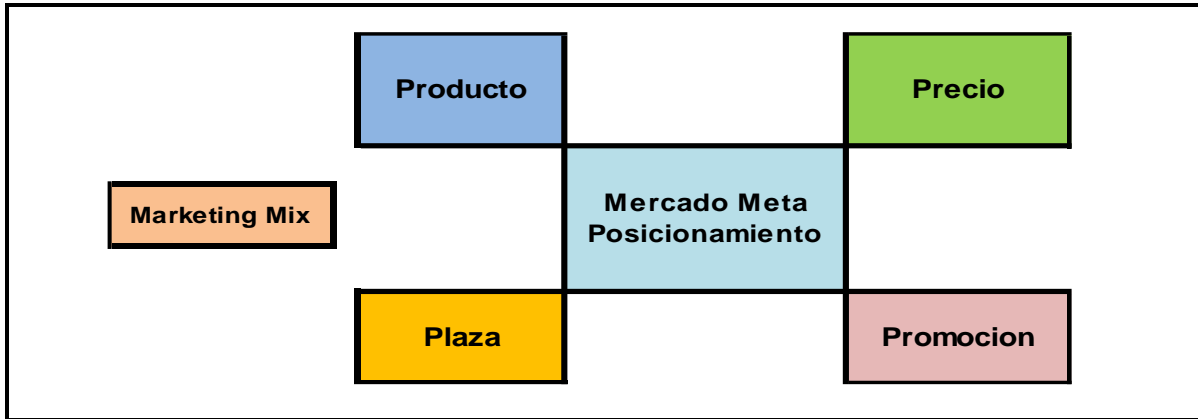 Producto
Precio
Marketing Mix
Mercado Meta
Posicionamiento
Plaza
Promocion